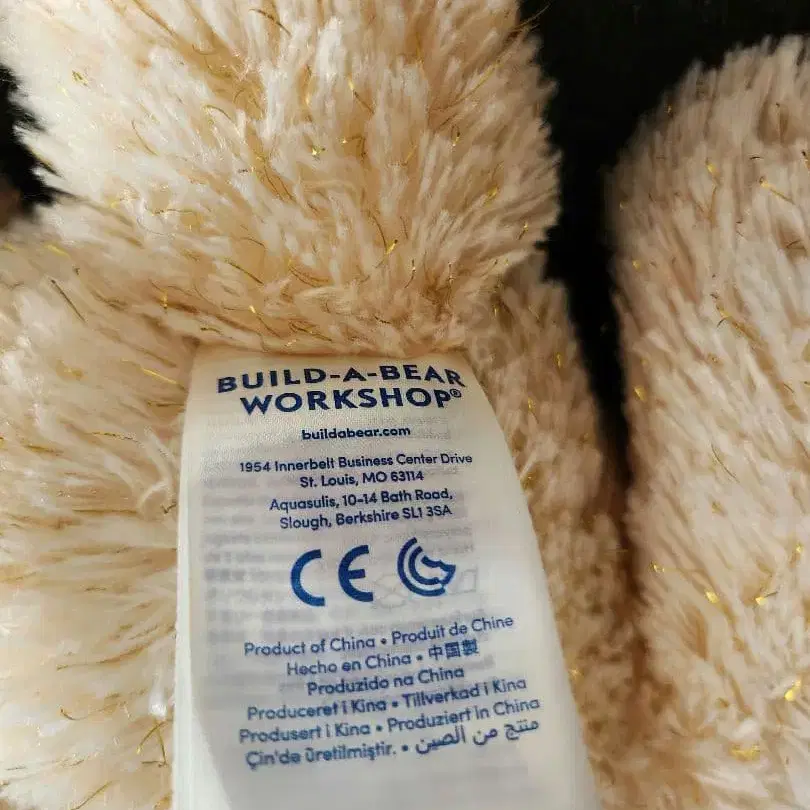 BUILD-A-BEAR
WORKSHOP®
buildabear.com
1954 Innerbelt Business Center Drive
St. Louis, MO 63114
Aquasulis, 10-14 Bath Road,
Slough, Berkshire SL1 3SA
CE
Product of China • Produit de Chine
Hecho en China • 中国製
Produzido na China
Produceret i Kina • Tillverkad i Kina
Produsert i Kina • Produziert in China
Çin'de üretilmiştir. • منتج من الصين